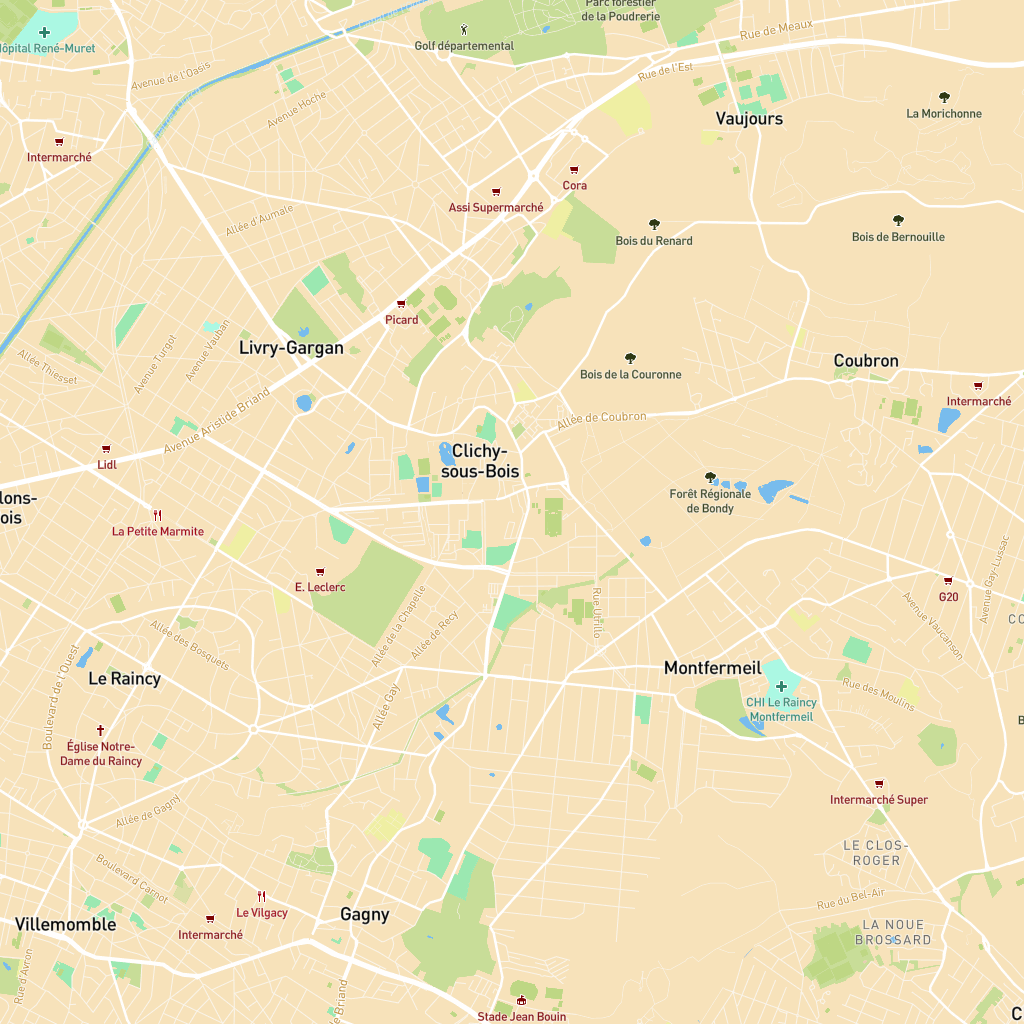 Parc forestier
de la Poudrerie
Rue de Meaux
Hôpital René-Muret
Golf départemental
Avenue de l'Oasis
Rue de l'Est
Avenue Hoche
Vaujours
La Morichonne
Intermarché
Cora
Assi Supermarché
Allée d'Aumale
Bois du Renard
Bois de Bernouille
Picard
Avenue Turgot
Avenue Vauban
Livry-Gargan
Allée Thiesset
Bois de la Couronne
Coubron
Intermarché
Avenue Aristide Briand
Allée de Coubron
Clichy-
sous-Bois
Lidl
Forêt Régionale
de Bondy
lons-
ois
La Petite Marmite
E. Leclerc
G20
Avenue Gay-Lussac
Avenue Vaucanson
Rue Utrillo
Allée de la Chapelle
Allée de Recy
Allée des Bosquets
CO
Le Raincy
Montfermeil
Boulevard de l'Ouest
Allée Gay
CHI Le Raincy
Montfermeil
Rue des Moulins
B
Église Notre-
Dame du Raincy
Intermarché Super
Allée de Gagny
LE CLOS-
ROGER
Boulevard Carnot
Rue du Bel-Air
Le Vilgacy
Gagny
Villemomble
Intermarché
LA NOUE
BROSSARD
Rue d'Avron
de Briand
Stade Jean Bouin
C